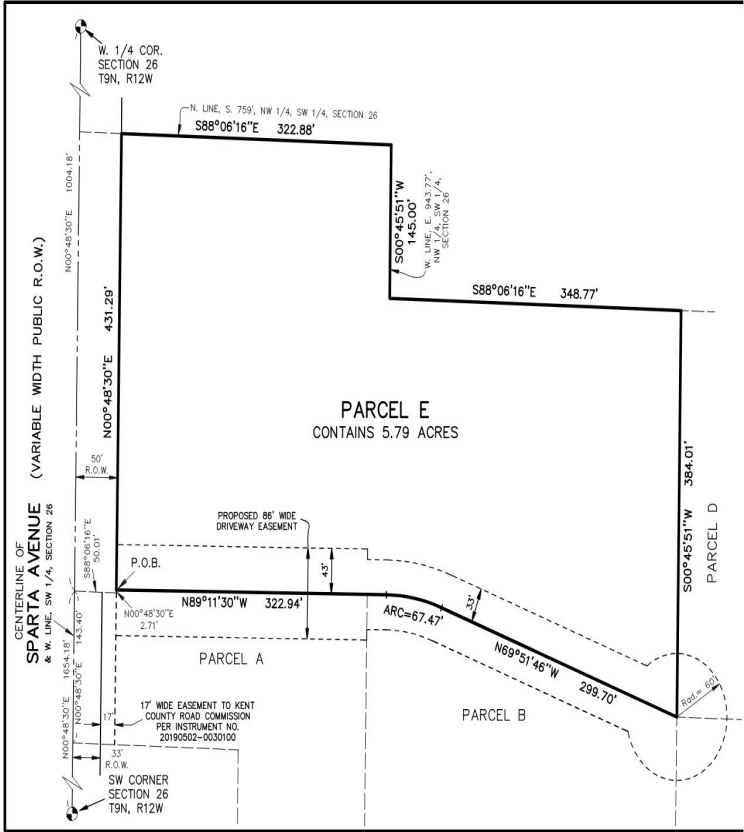 W. 1/4 COR.
SECTION 26
T9N, R12W
N. LINE, S. 759', NW 1/4, SW 1/4, SECTION 26
S88°06'16"E 322.88'
N00°48'30"E 1004.18'
S00°45'51"W
145.00'
W. LINE, E. 943.77',
NW 1/4, SW 1/4,
SECTION 26
S88°06'16"E 348.77'
N00°48'30"E 431.29'
CENTERLINE OF
SPARTA AVENUE (VARIABLE WIDTH PUBLIC R.O.W.)
& W. LINE, SW 1/4, SECTION 26
PARCEL E
CONTAINS 5.79 ACRES
50'
R.O.W.
S00°45'51"W 384.01'
PARCEL D
PROPOSED 86' WIDE
DRIVEWAY EASEMENT
S88°06'16"E
50.01'
P.O.B.
43'
N89°11'30"W 322.94'
ARC=67.47'
33'
N00°48'30"E
2.71'
N69°51'46"W 299.70'
PARCEL A
PARCEL B
Rad.= 60'
N00°48'30"E 1654.18'
N00°48'30"E 143.40'
17'
17' WIDE EASEMENT TO KENT
COUNTY ROAD COMMISSION
PER INSTRUMENT NO.
20190502-0030100
33'
R.O.W.
SW CORNER
SECTION 26
T9N, R12W